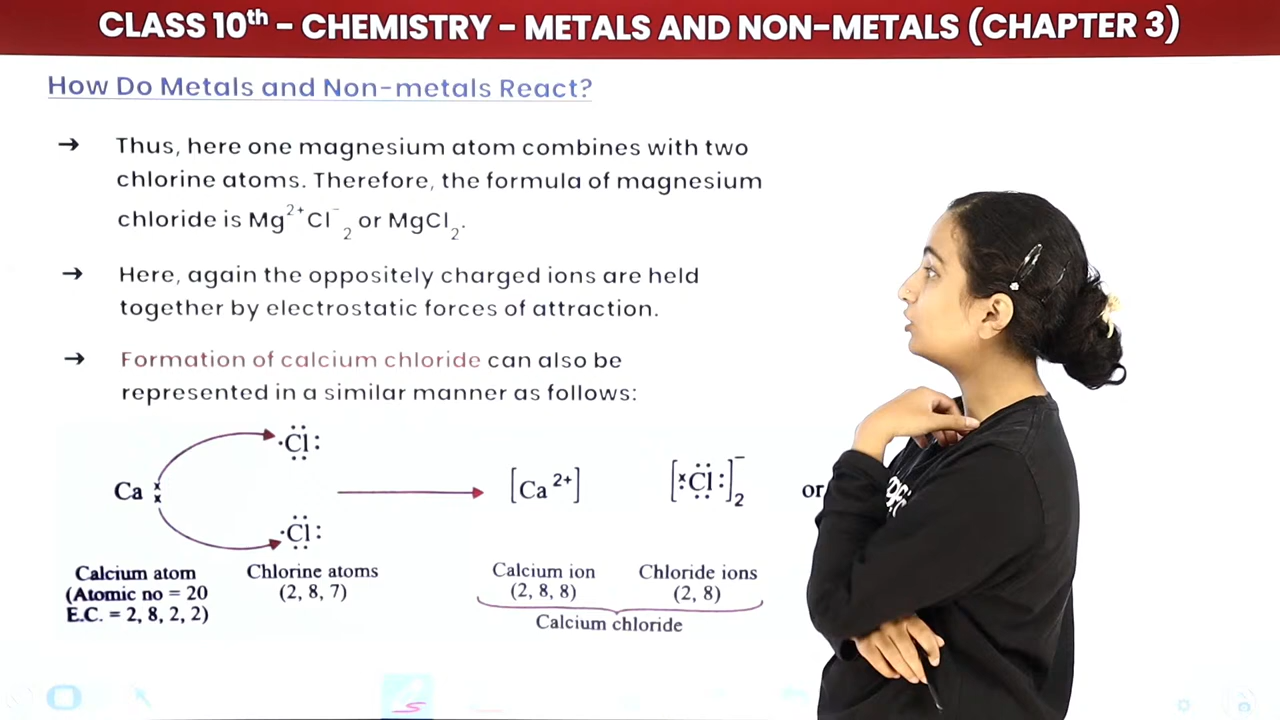 CLASS 10th – CHEMISTRY – METALS AND NON-METALS (CHAPTER 3)
How Do Metals and Non-metals React?
→ Thus, here one magnesium atom combines with two
chlorine atoms. Therefore, the formula of magnesium
chloride is Mg²⁺Cl⁻₂ or MgCl₂.
→ Here, again the oppositely charged ions are held
together by electrostatic forces of attraction.
→ Formation of calcium chloride can also be
represented in a similar manner as follows:
Cl
Ca
[Ca²⁺]
[Cl]⁻₂
or
Cl
Calcium atom
(Atomic no = 20
E.C. = 2, 8, 2, 2)
Chlorine atoms
(2, 8, 7)
Calcium ion
(2, 8, 8)
Chloride ions
(2, 8)
Calcium chloride